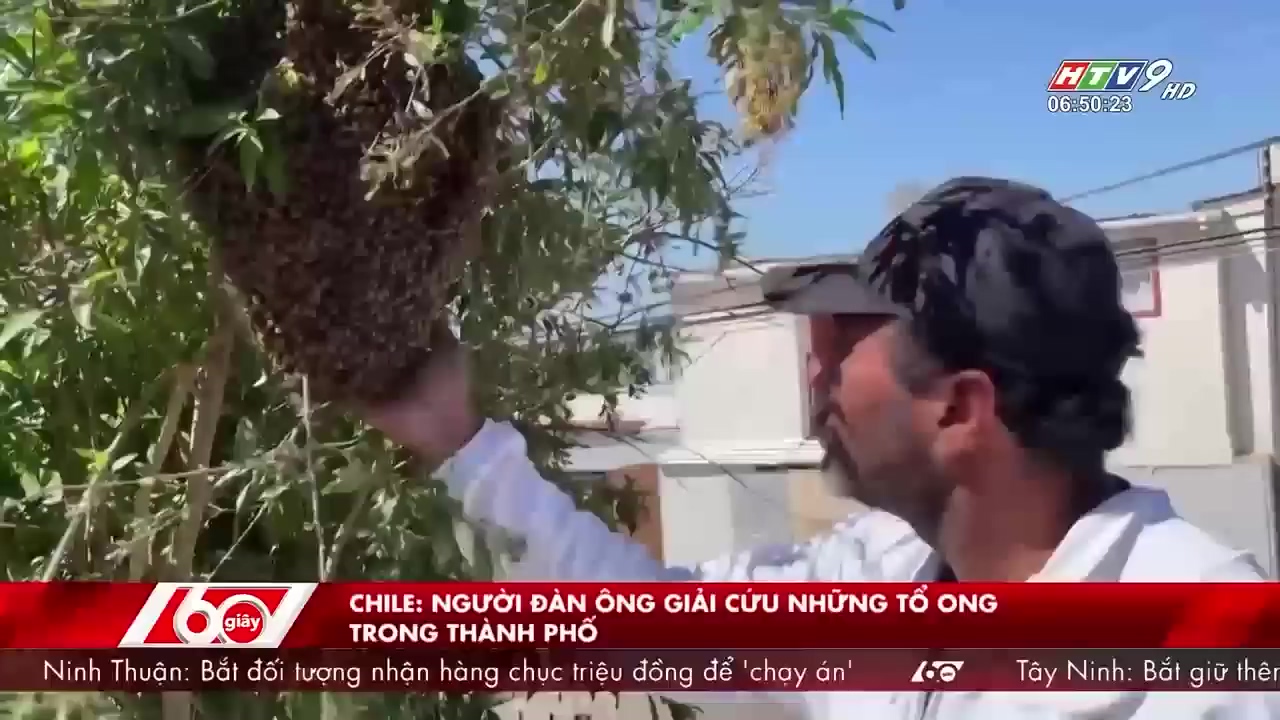 HTV9 HD
06:50:23
60 giây
CHILE: NGƯỜI ĐÀN ÔNG GIẢI CỨU NHỮNG TỔ ONG
TRONG THÀNH PHỐ
Ninh Thuận: Bắt đối tượng nhận hàng chục triệu đồng để 'chạy án' 60 Tây Ninh: Bắt giữ thêm